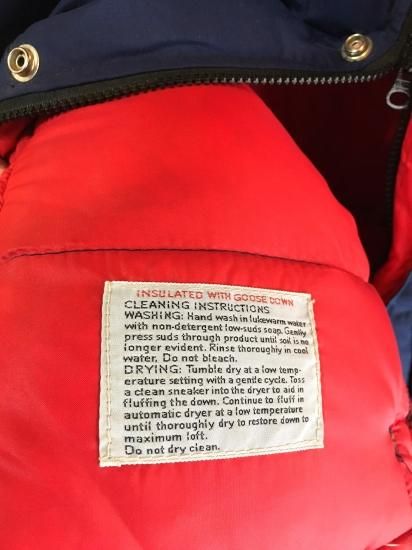 INSULATED WITH GOOSE DOWN
CLEANING INSTRUCTIONS
WASHING: Hand wash in lukewarm water
with non-detergent low-suds soap. Gently
press suds through product until soil is no
longer evident. Rinse thoroughly in cool
water. Do not bleach.
DRYING: Tumble dry at a low temp-
erature setting with a gentle cycle. Toss
a clean sneaker into the dryer to aid in
fluffing the down. Continue to fluff in
automatic dryer at a low temperature
until thoroughly dry to restore down to
maximum loft.
Do not dry clean.